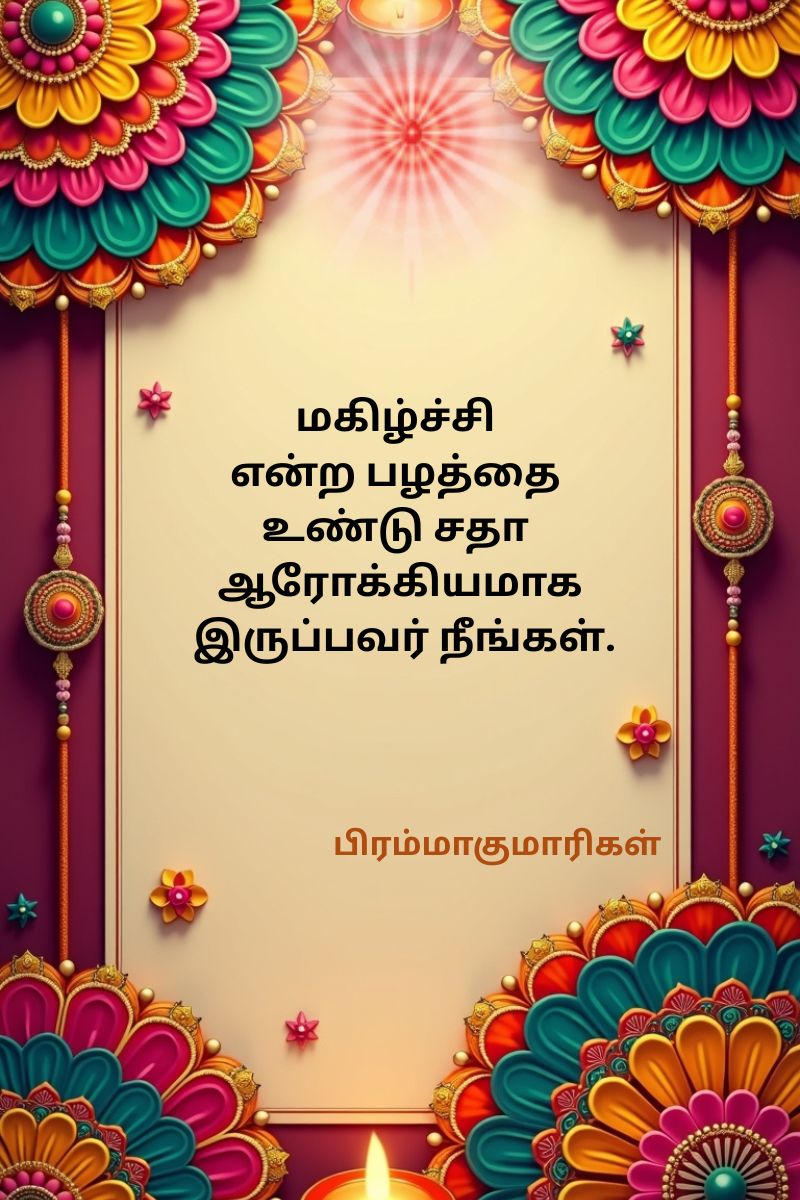 மகிழ்ச்சி
என்ற பழத்தை
உண்டு சதா
ஆரோக்கியமாக
இருப்பவர் நீங்கள்.
பிரம்மாகுமாரிகள்